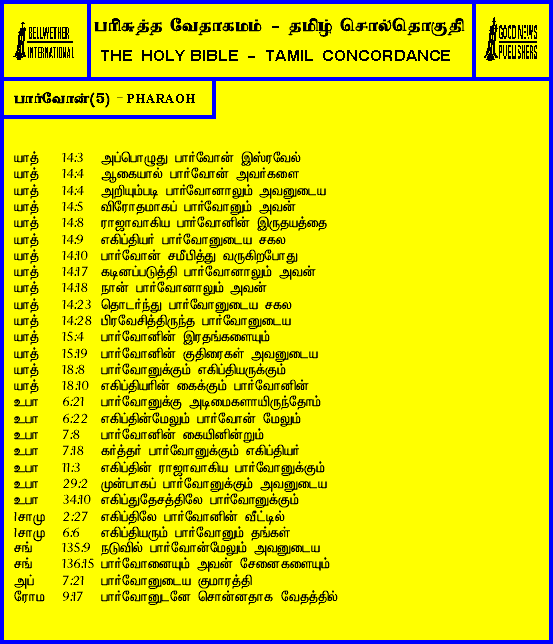 BELLWETHER
INTERNATIONAL
பரிசுத்த வேதாகமம் - தமிழ் சொல்தொகுதி
THE HOLY BIBLE - TAMIL CONCORDANCE
GOOD NEWS
PUBLISHERS
பார்வோன்(5) - PHARAOH
யாத் 14:3 அப்பொழுது பார்வோன் இஸ்ரவேல்
யாத் 14:4 ஆகையால் பார்வோன் அவர்களை
யாத் 14:4 அறியும்படி பார்வோனாலும் அவனுடைய
யாத் 14:5 விரோதமாகப் பார்வோனும் அவன்
யாத் 14:8 ராஜாவாகிய பார்வோனின் இருதயத்தை
யாத் 14:9 எகிப்தியர் பார்வோனுடைய சகல
யாத் 14:10 பார்வோன் சமீபித்து வருகிறபோது
யாத் 14:17 கடினப்படுத்தி பார்வோனாலும் அவன்
யாத் 14:18 நான் பார்வோனாலும் அவன்
யாத் 14:23 தொடர்ந்து பார்வோனுடைய சகல
யாத் 14:28 பிரவேசித்திருந்த பார்வோனுடைய
யாத் 15:4 பார்வோனின் இரதங்களையும்
யாத் 15:19 பார்வோனின் குதிரைகள் அவனுடைய
யாத் 18:8 பார்வோனுக்கும் எகிப்தியருக்கும்
யாத் 18:10 எகிப்தியரின் கைக்கும் பார்வோனின்
உபா 6:21 பார்வோனுக்கு அடிமைகளாயிருந்தோம்
உபா 6:22 எகிப்தின்மேலும் பார்வோன் மேலும்
உபா 7:8 பார்வோனின் கையினின்றும்
உபா 7:18 கர்த்தர் பார்வோனுக்கும் எகிப்தியர்
உபா 11:3 எகிப்தின் ராஜாவாகிய பார்வோனுக்கும்
உபா 29:2 முன்பாகப் பார்வோனுக்கும் அவனுடைய
உபா 34:10 எகிப்துதேசத்திலே பார்வோனுக்கும்
1சாமு 2:27 எகிப்திலே பார்வோனின் வீட்டில்
1சாமு 6:6 எகிப்தியரும் பார்வோனும் தங்கள்
சங் 135:9 நடுவில் பார்வோன்மேலும் அவனுடைய
சங் 136:15 பார்வோனையும் அவன் சேனைகளையும்
அப் 7:21 பார்வோனுடைய குமாரத்தி
ரோம 9:17 பார்வோனுடனே சொன்னதாக வேதத்தில்